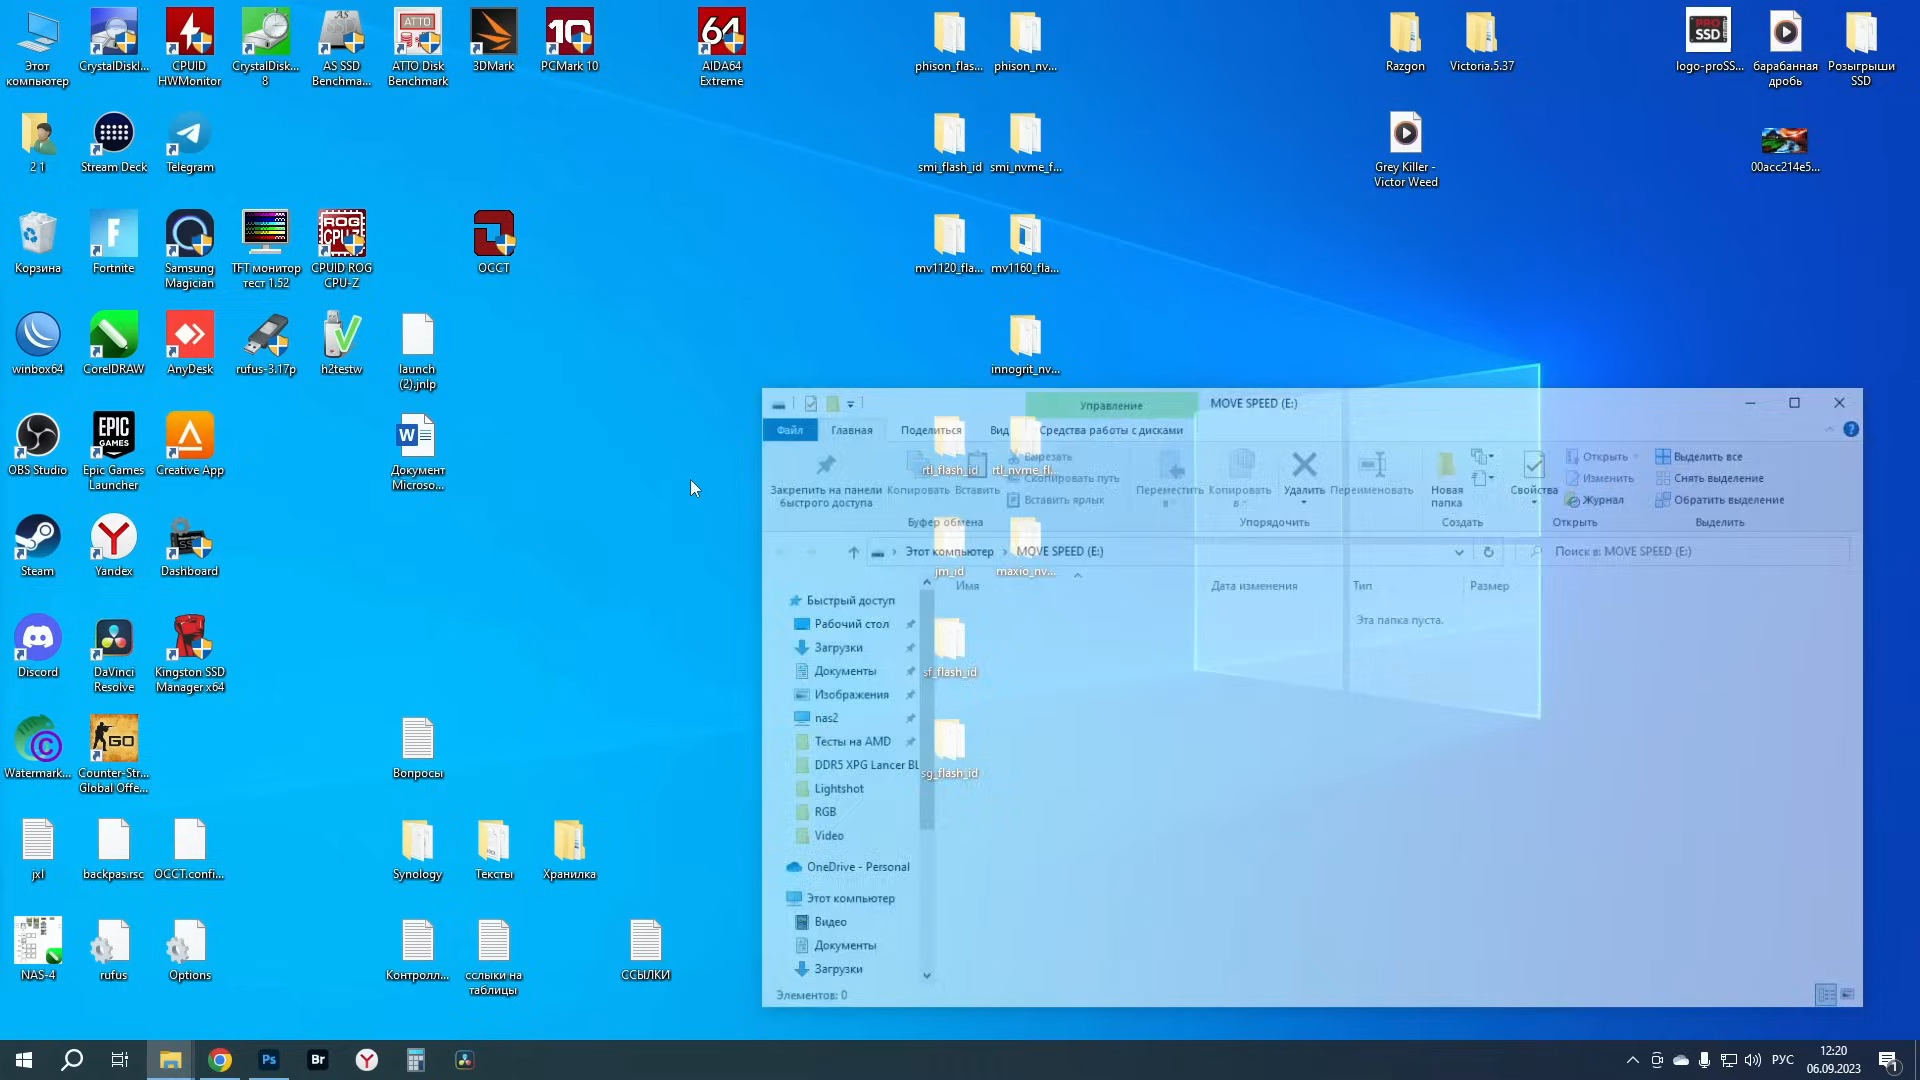 Этот
компьютер
CrystalDiskI...
CPUID
HWMonitor
CrystalDisk...
8
AS SSD
Benchma...
ATTO Disk
Benchmark
3DMark
PCMark 10
AIDA64
Extreme
phison_flas...
phison_nv...
Razgon
Victoria.5.37
logo-proSS...
барабанная
дробь
Розыгрыши
SSD
2 1
Stream Deck
Telegram
smi_flash_id
smi_nvme_f...
Grey Killer -
Victor Weed
00acc214e5...
Корзина
Fortnite
Samsung
Magician
TFT монитор
тест 1.52
CPUID ROG
CPU-Z
OCCT
mv1120_fla...
mv1160_fla...
winbox64
CorelDRAW
AnyDesk
rufus-3.17p
h2testw
launch
(2).jnlp
innogrit_nv...
OBS Studio
Epic Games
Launcher
Creative App
Документ
Microso...
Steam
Yandex
Dashboard
Discord
DaVinci
Resolve
Kingston SSD
Manager x64
Watermark...
Counter-Str...
Global Offe...
Вопросы
jxl
backpas.rsc
OCCT.confi...
Synology
Тексты
Хранилка
NAS-4
rufus
Options
Контролл...
сслыки на
таблицы
ССЫЛКИ
Управление
MOVE SPEED (E:)
Файл
Главная
Поделиться
Вид
Средства работы с дисками
Закрепить на панели
быстрого доступа
Копировать
Вставить
Вырезать
Скопировать путь
Вставить ярлык
Буфер обмена
Переместить
в
Копировать
в
Удалить
Переименовать
Упорядочить
Новая
папка
Создать
Свойства
Открыть
Изменить
Журнал
Открыть
Выделить все
Снять выделение
Обратить выделение
Выделить
rtl_flash_id
rtl_nvme_fl...
Этот компьютер
MOVE SPEED (E:)
Поиск в: MOVE SPEED (E:)
jm_id
maxio_nv...
Имя
Дата изменения
Тип
Размер
Эта папка пуста.
sf_flash_id
sg_flash_id
Быстрый доступ
Рабочий стол
Загрузки
Документы
Изображения
nas2
Тесты на AMD
DDR5 XPG Lancer BL
Lightshot
RGB
Video
OneDrive - Personal
Этот компьютер
Видео
Документы
Загрузки
Элементов: 0
РУС
12:20
06.09.2023
1